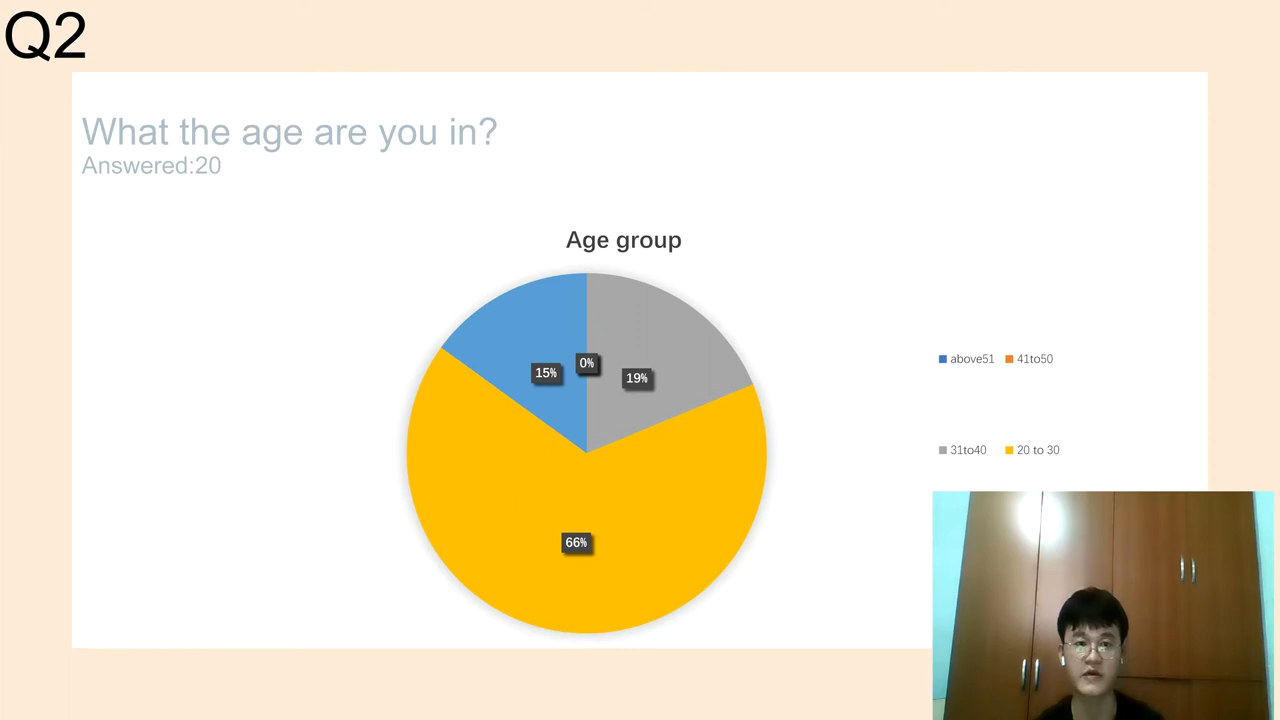 Q2
What the age are you in?
Answered:20
Age group
0%
15%
19%
66%
above51 41to50
31to40 20 to 30